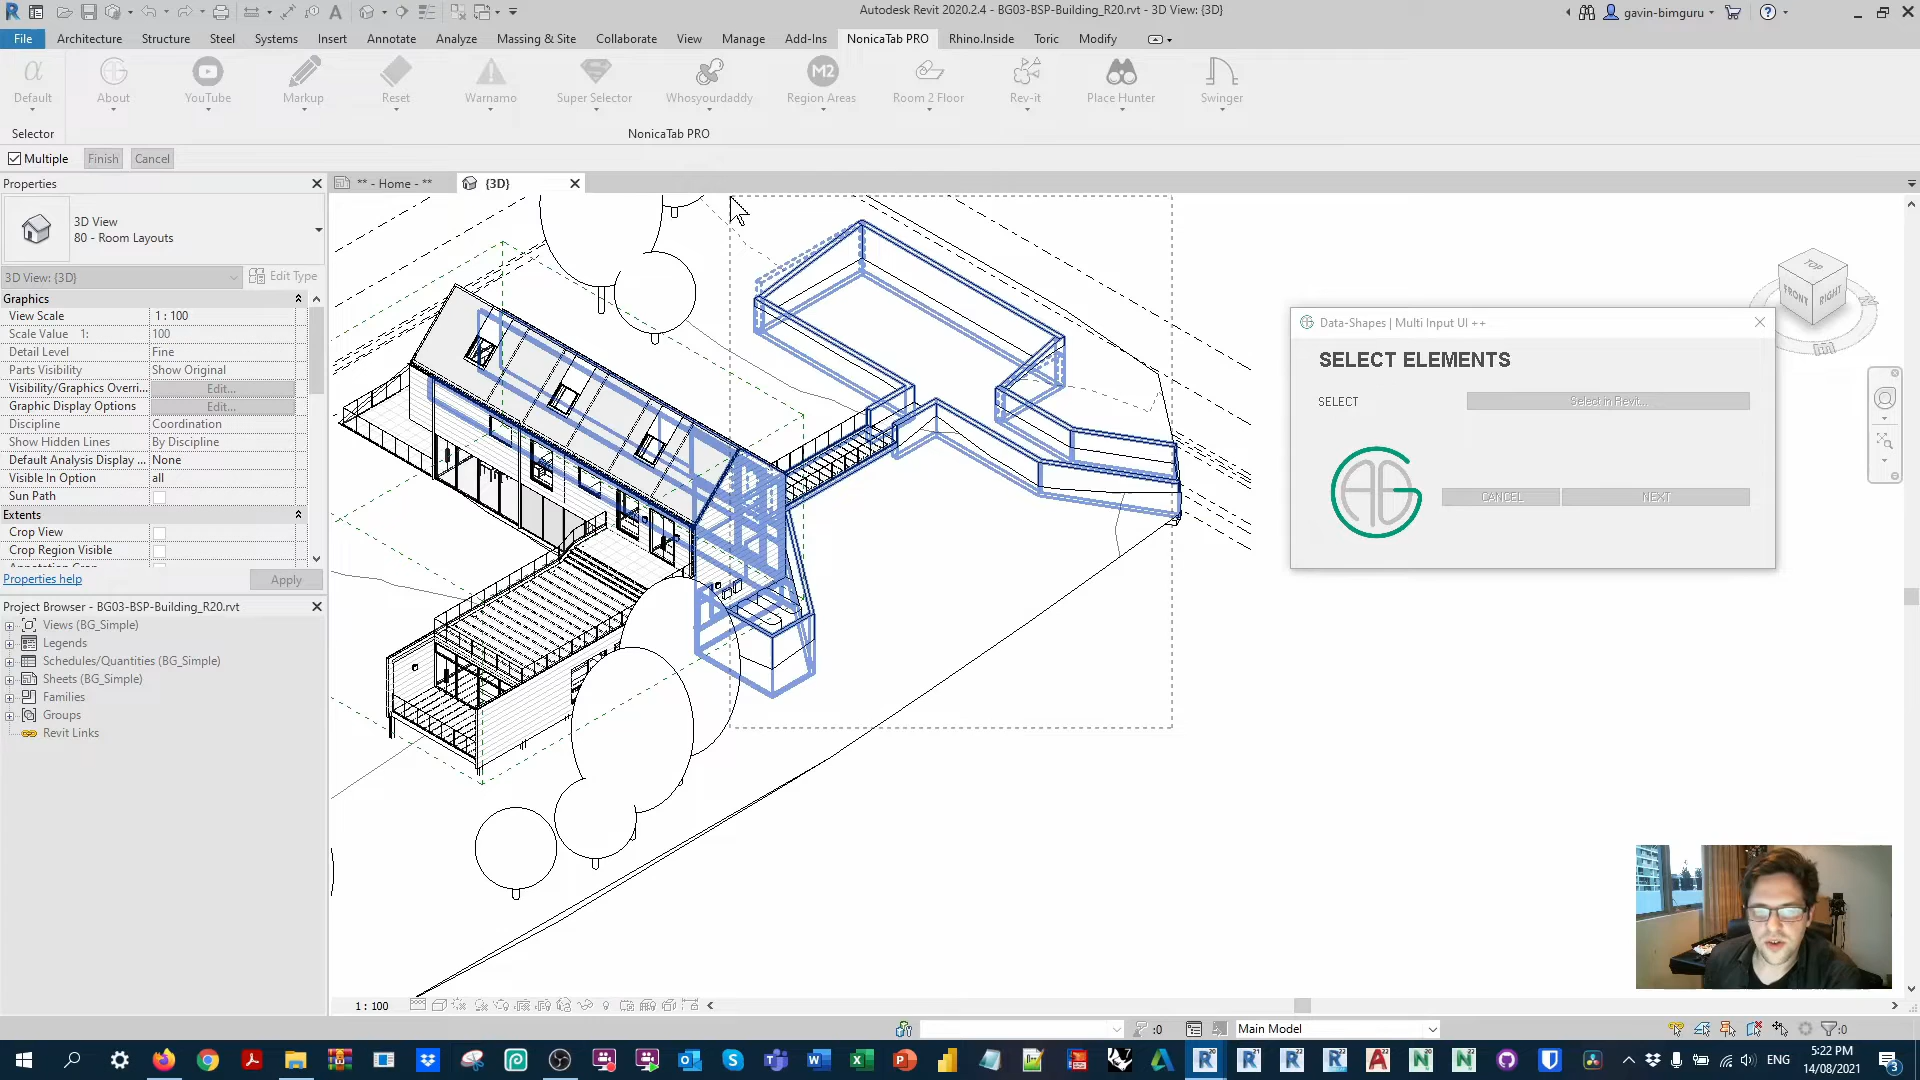 Autodesk Revit 2020.2.4 - BG03-BSP-Building_R20.rvt - 3D View: {3D}
gavin-bimguru
File Architecture Structure Steel Systems Insert Annotate Analyze Massing & Site Collaborate View Manage Add-Ins NonicaTab PRO Rhino.Inside Toric Modify
Default About YouTube Markup Reset Warnamo Super Selector Whosyourdaddy M2 Region Areas Room 2 Floor Rev-it Place Hunter Swinger
Selector NonicaTab PRO
Multiple Finish Cancel
Properties
** - Home - **
{3D}
3D View
80 - Room Layouts
3D View: {3D} Edit Type
Graphics
View Scale 1 : 100
Scale Value 1: 100
Detail Level Fine
Parts Visibility Show Original
Visibility/Graphics Overri... Edit...
Graphic Display Options Edit...
Discipline Coordination
Show Hidden Lines By Discipline
Default Analysis Display ... None
Visible In Option all
Sun Path
Extents
Crop View
Crop Region Visible
Properties help Apply
Project Browser - BG03-BSP-Building_R20.rvt
Views (BG_Simple)
Legends
Schedules/Quantities (BG_Simple)
Sheets (BG_Simple)
Families
Groups
Revit Links
TOP
FRONT
RIGHT
Data-Shapes | Multi Input UI ++
SELECT ELEMENTS
SELECT Select in Revit...
CANCEL NEXT
1 : 100
:0 Main Model :0
ENG
5:22 PM
14/08/2021
3